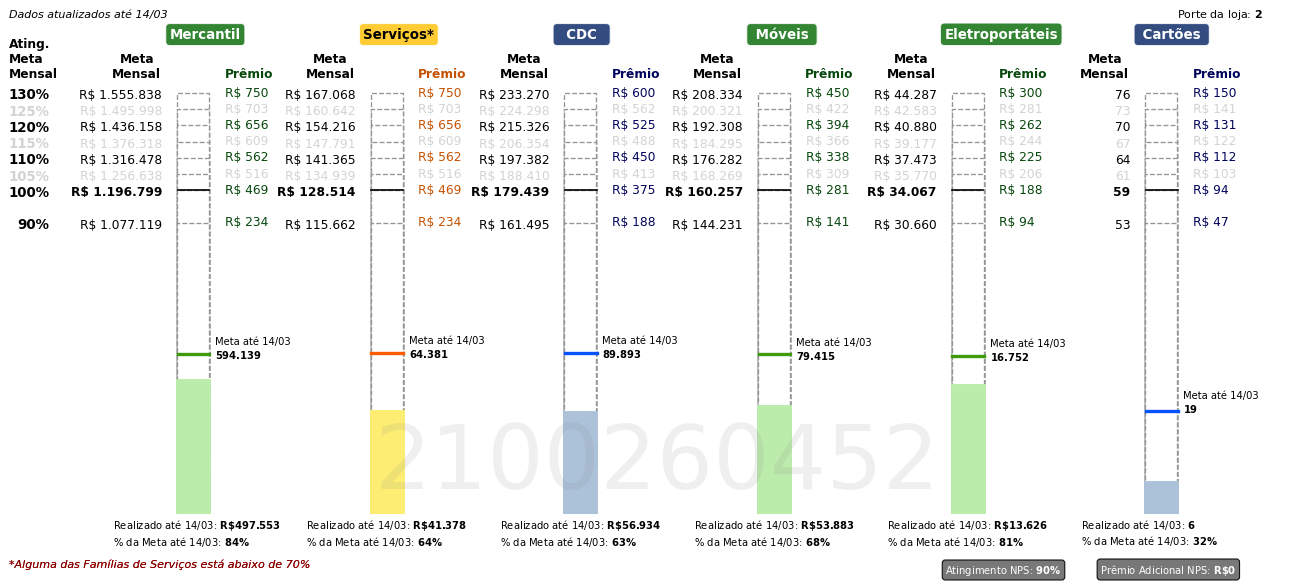 Dados atualizados até 14/03
Porte da loja: 2
Mercantil Serviços* CDC Móveis Eletroportáteis Cartões
Ating. Meta Mensal
Meta Mensal Prêmio Meta Mensal Prêmio Meta Mensal Prêmio Meta Mensal Prêmio Meta Mensal Prêmio Meta Mensal Prêmio
130% R$ 1.555.838 R$ 750 R$ 167.068 R$ 750 R$ 233.270 R$ 600 R$ 208.334 R$ 450 R$ 44.287 R$ 300 76 R$ 150
125% R$ 1.495.998 R$ 703 R$ 160.642 R$ 703 R$ 224.298 R$ 562 R$ 200.321 R$ 422 R$ 42.583 R$ 281 73 R$ 141
120% R$ 1.436.158 R$ 656 R$ 154.216 R$ 656 R$ 215.326 R$ 525 R$ 192.308 R$ 394 R$ 40.880 R$ 262 70 R$ 131
115% R$ 1.376.318 R$ 609 R$ 147.791 R$ 609 R$ 206.354 R$ 488 R$ 184.295 R$ 366 R$ 39.177 R$ 244 67 R$ 122
110% R$ 1.316.478 R$ 562 R$ 141.365 R$ 562 R$ 197.382 R$ 450 R$ 176.282 R$ 338 R$ 37.473 R$ 225 64 R$ 112
105% R$ 1.256.638 R$ 516 R$ 134.939 R$ 516 R$ 188.410 R$ 413 R$ 168.269 R$ 309 R$ 35.770 R$ 206 61 R$ 103
100% R$ 1.196.799 R$ 469 R$ 128.514 R$ 469 R$ 179.439 R$ 375 R$ 160.257 R$ 281 R$ 34.067 R$ 188 59 R$ 94
90% R$ 1.077.119 R$ 234 R$ 115.662 R$ 234 R$ 161.495 R$ 188 R$ 144.231 R$ 141 R$ 30.660 R$ 94 53 R$ 47
Meta até 14/03 Meta até 14/03 Meta até 14/03 Meta até 14/03 Meta até 14/03
594.139 64.381 89.893 79.415 16.752
Meta até 14/03
19
2100260452
Realizado até 14/03: R$497.553 Realizado até 14/03: R$41.378 Realizado até 14/03: R$56.934 Realizado até 14/03: R$53.883 Realizado até 14/03: R$13.626 Realizado até 14/03: 6
% da Meta até 14/03: 84% % da Meta até 14/03: 64% % da Meta até 14/03: 63% % da Meta até 14/03: 68% % da Meta até 14/03: 81% % da Meta até 14/03: 32%
*Alguma das Famílias de Serviços está abaixo de 70%
Atingimento NPS: 90% Prêmio Adicional NPS: R$0